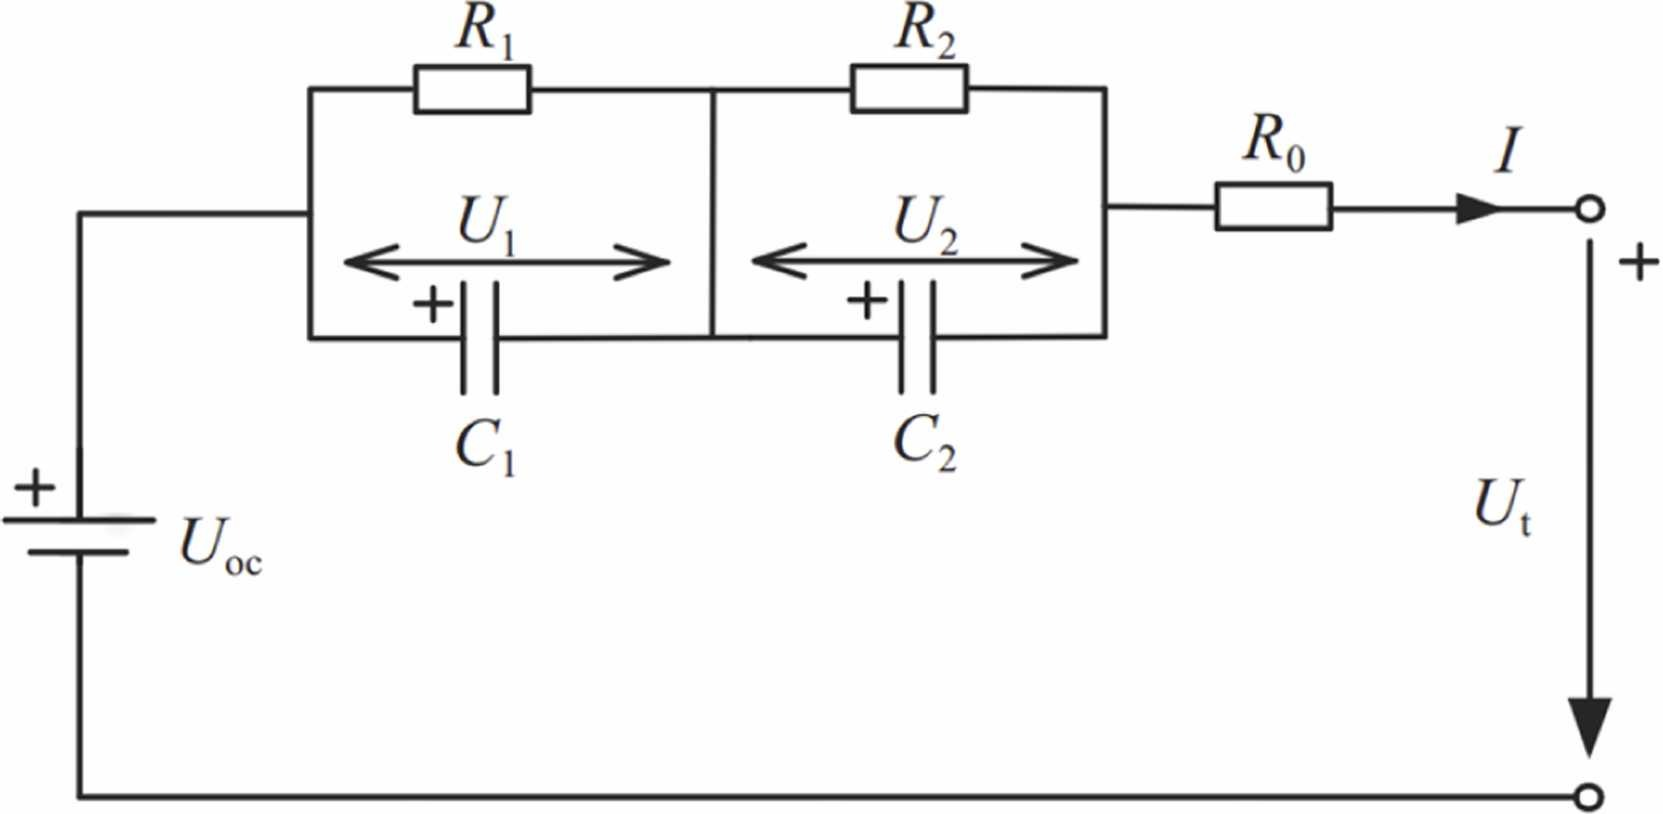 R₁
R₂
R₀
I
U₁
U₂
+
+
+
C₁
C₂
+
Uₒc
Uₜ